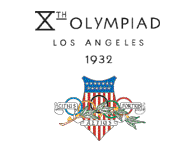 XTH OLYMPIAD
LOS ANGELES
1932
CITIUS FORTIUS
ALTIUS